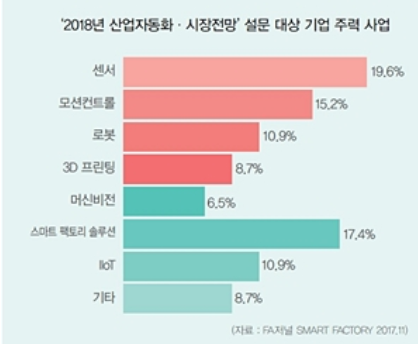 '2018년 산업자동화 · 시장전망' 설문 대상 기업 주력 사업
센서 19,6%
모션컨트롤 15,2%
로봇 10,9%
3D 프린팅 8,7%
머신비전 6,5%
스마트 팩토리 솔루션 17,4%
IIoT 10,9%
기타 8,7%
(자료 : FA저널 SMART FACTORY 2017.11)